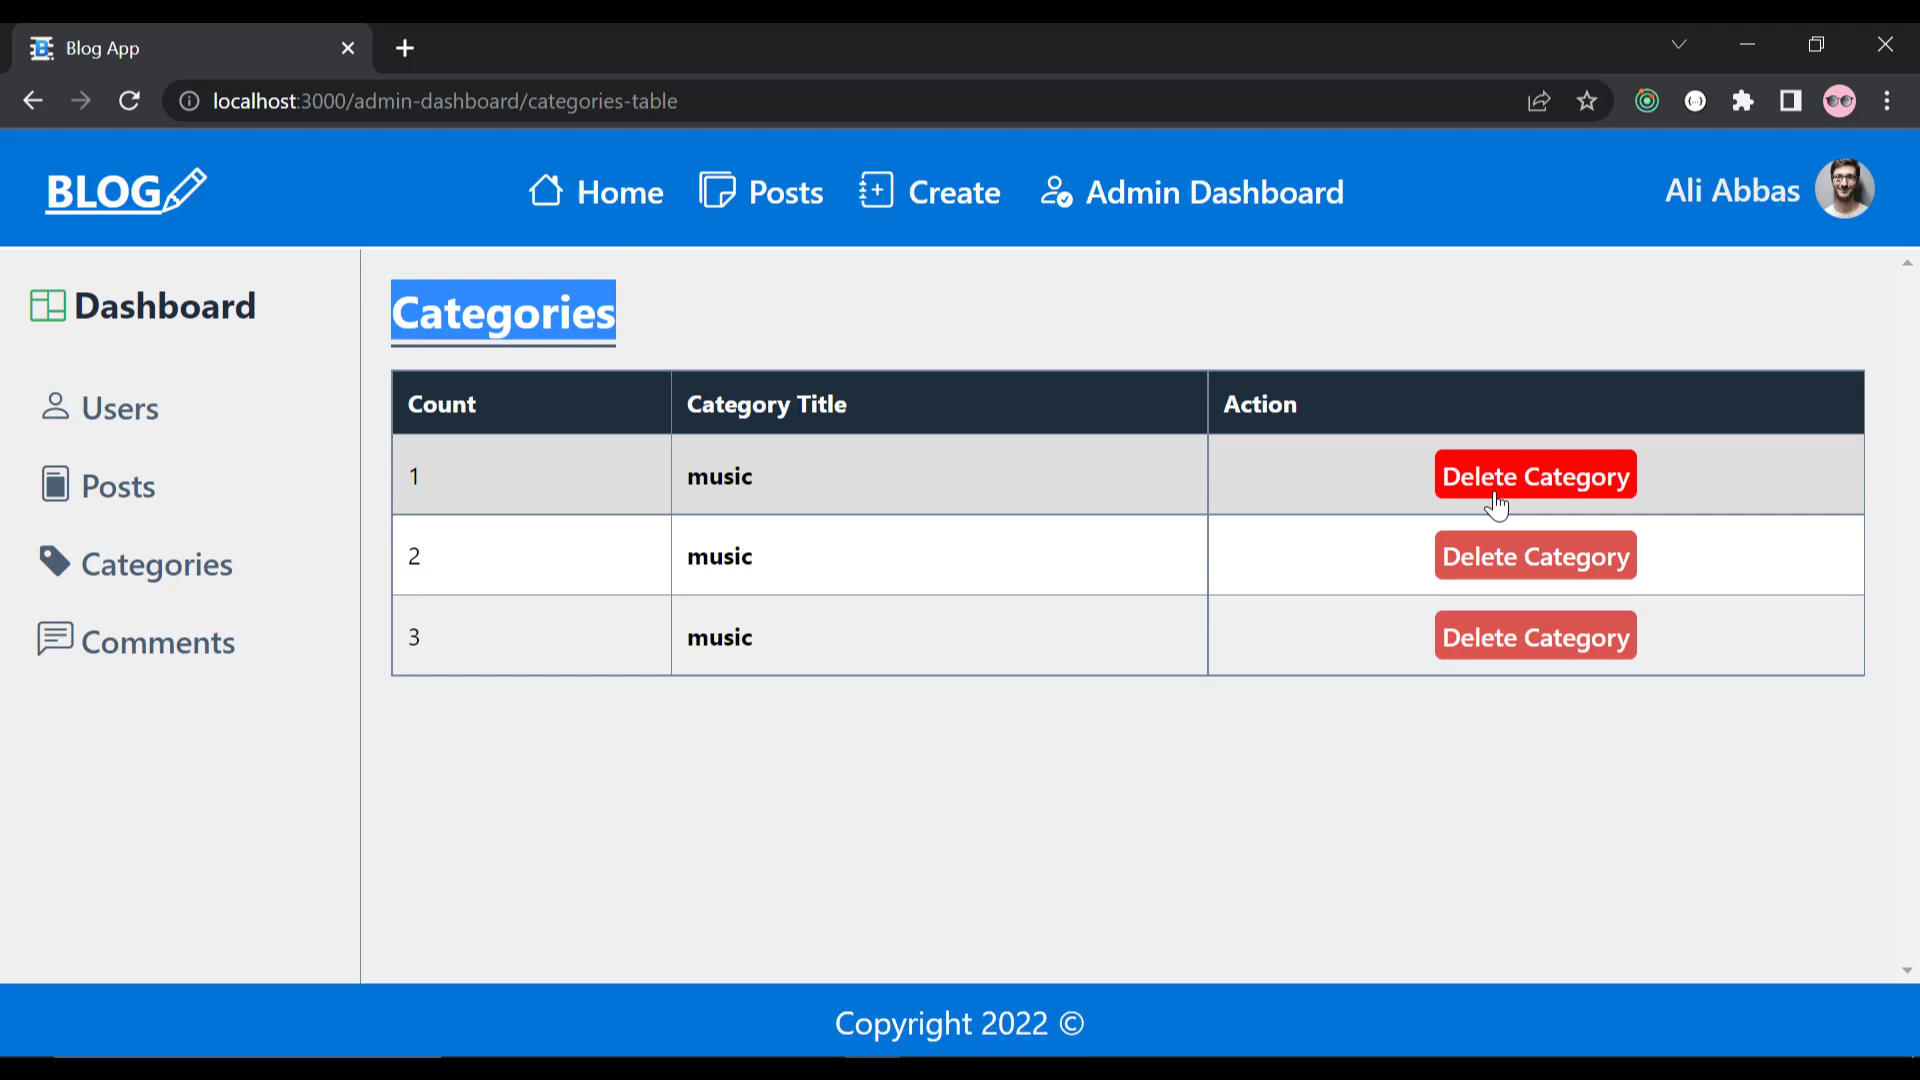 Blog App
localhost:3000/admin-dashboard/categories-table
BLOG
Home Posts Create Admin Dashboard Ali Abbas
Dashboard
Users
Posts
Categories
Comments
Categories
Count Category Title Action
1 music Delete Category
2 music Delete Category
3 music Delete Category
Copyright 2022 ©